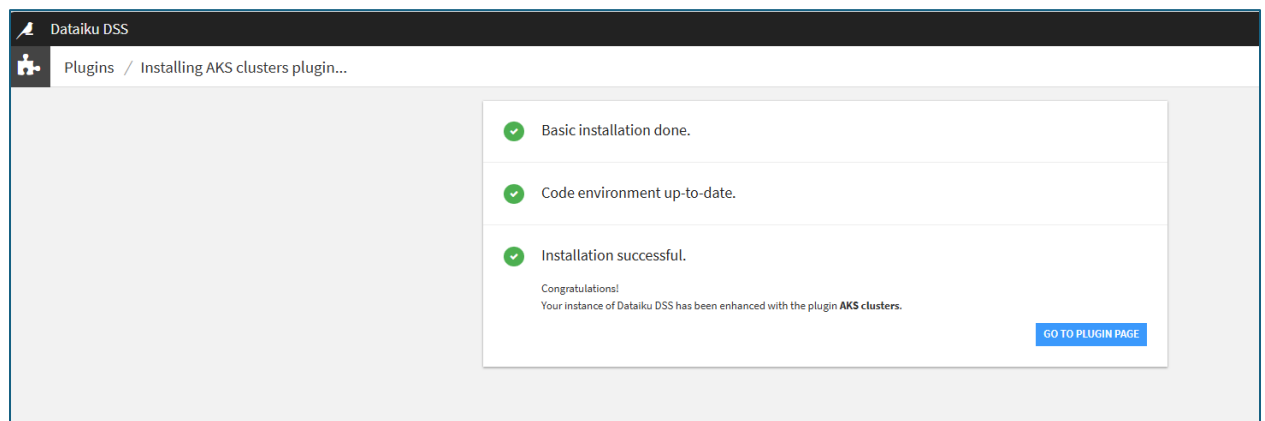 Dataiku DSS
Plugins / Installing AKS clusters plugin...
Basic installation done.
Code environment up-to-date.
Installation successful.
Congratulations!
Your instance of Dataiku DSS has been enhanced with the plugin AKS clusters.
GO TO PLUGIN PAGE